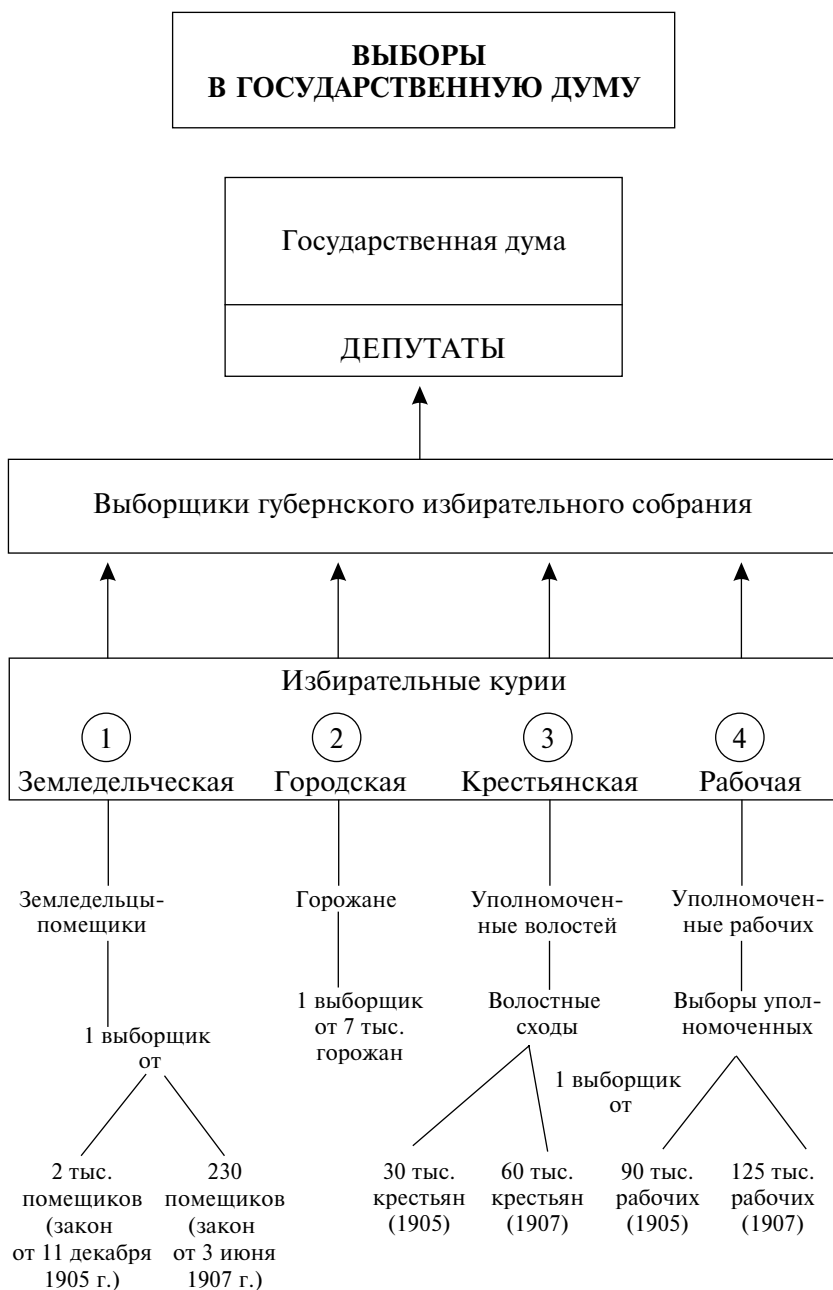 ВЫБОРЫ
В ГОСУДАРСТВЕННУЮ ДУМУ
Государственная дума
ДЕПУТАТЫ
Выборщики губернского избирательного собрания
Избирательные курии
1
Земледельческая
2
Городская
3
Крестьянская
4
Рабочая
Земледельцы-
помещики
1 выборщик
от
2 тыс.
помещиков
(закон
от 11 декабря
1905 г.)
230
помещиков
(закон
от 3 июня
1907 г.)
Горожане
1 выборщик
от 7 тыс.
горожан
Уполномочен-
ные волостей
Волостные
сходы
1 выборщик
от
30 тыс.
крестьян
(1905)
60 тыс.
крестьян
(1907)
Уполномочен-
ные рабочих
Выборы упол-
номоченных
90 тыс.
рабочих
(1905)
125 тыс.
рабочих
(1907)